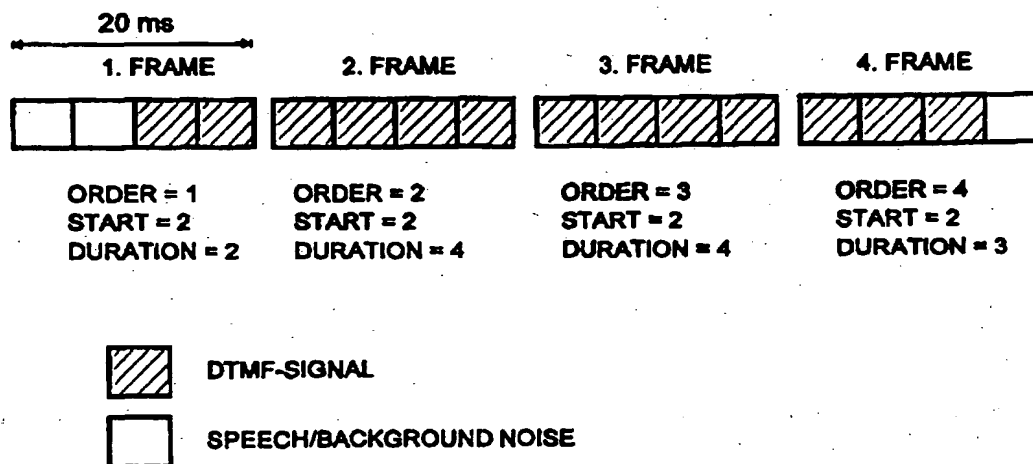 20 ms
1. FRAME 2. FRAME 3. FRAME 4. FRAME
ORDER = 1 ORDER = 2 ORDER = 3 ORDER = 4
START = 2 START = 2 START = 2 START = 2
DURATION = 2 DURATION = 4 DURATION = 4 DURATION = 3
DTMF-SIGNAL
SPEECH/BACKGROUND NOISE